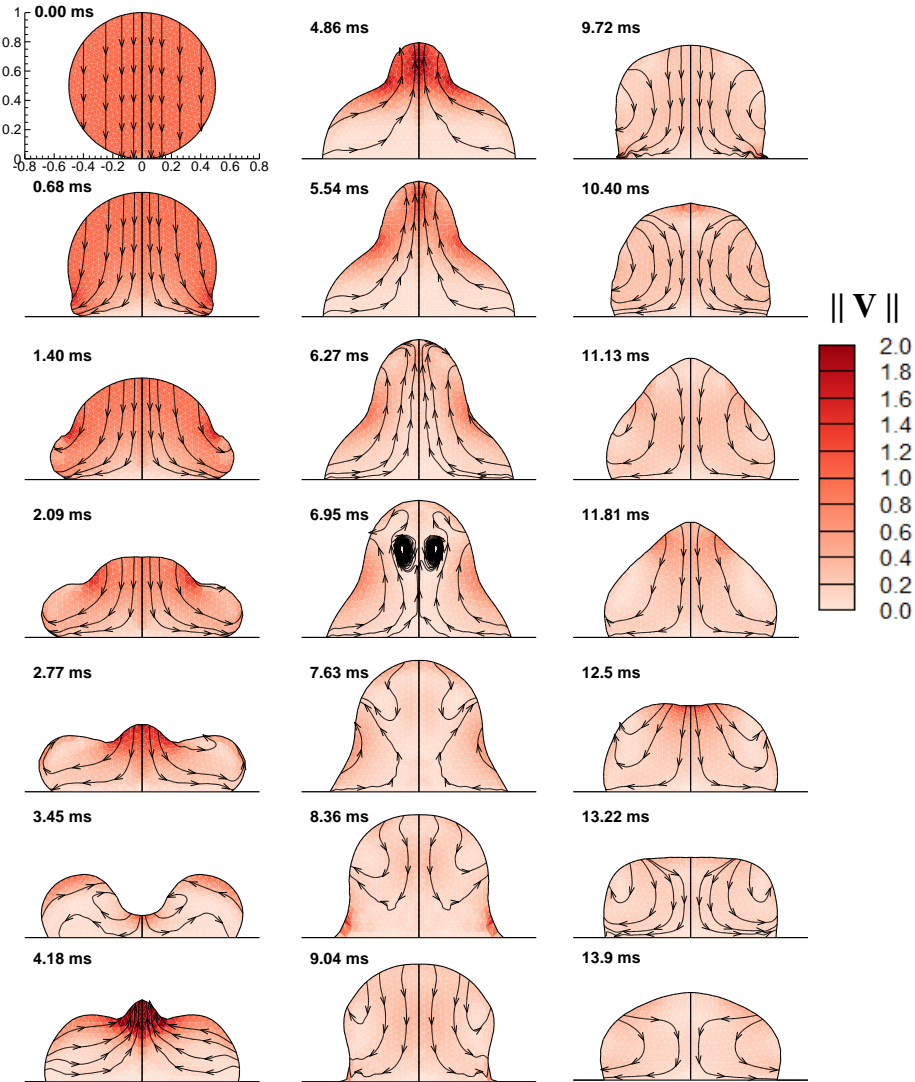 0.00 ms
1
0.8
0.6
0.4
0.2
0
-0.8 -0.6 -0.4 -0.2 0 0.2 0.4 0.6 0.8
0.68 ms
1.40 ms
2.09 ms
2.77 ms
3.45 ms
4.18 ms
4.86 ms
5.54 ms
6.27 ms
6.95 ms
7.63 ms
8.36 ms
9.04 ms
9.72 ms
10.40 ms
11.13 ms
11.81 ms
12.5 ms
13.22 ms
13.9 ms
|| V ||
2.0
1.8
1.6
1.4
1.2
1.0
0.8
0.6
0.4
0.2
0.0